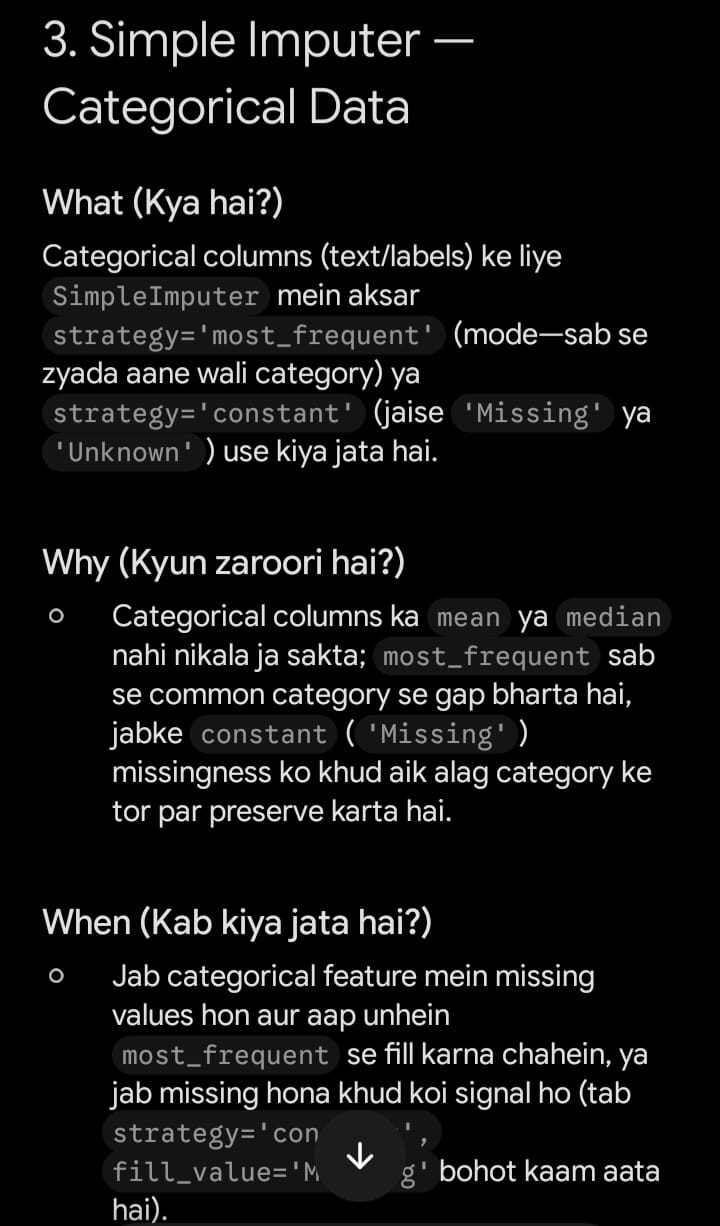 3. Simple Imputer —
Categorical Data
What (Kya hai?)
Categorical columns (text/labels) ke liye
SimpleImputer mein aksar
strategy='most_frequent' (mode—sab se
zyada aane wali category) ya
strategy='constant' (jaise 'Missing' ya
'Unknown' ) use kiya jata hai.
Why (Kyun zaroori hai?)
Categorical columns ka mean ya median
nahi nikala ja sakta; most_frequent sab
se common category se gap bharta hai,
jabke constant ( 'Missing' )
missingness ko khud aik alag category ke
tor par preserve karta hai.
When (Kab kiya jata hai?)
Jab categorical feature mein missing
values hon aur aap unhein
most_frequent se fill karna chahein, ya
jab missing hona khud koi signal ho (tab
strategy='con ',
fill_value='M g' bohot kaam aata
hai).